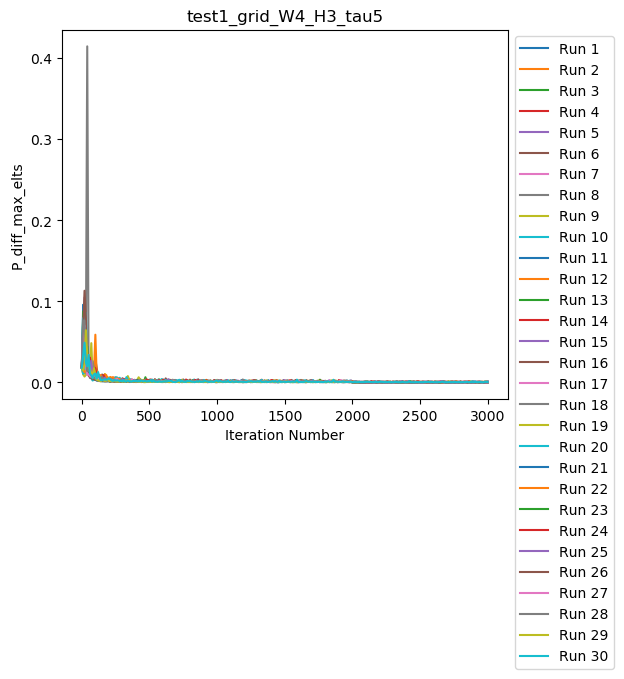 test1_grid_W4_H3_tau5
P_diff_max_elts
0.4
0.3
0.2
0.1
0.0
0
500
1000
1500
2000
2500
3000
Iteration Number
Run 1
Run 2
Run 3
Run 4
Run 5
Run 6
Run 7
Run 8
Run 9
Run 10
Run 11
Run 12
Run 13
Run 14
Run 15
Run 16
Run 17
Run 18
Run 19
Run 20
Run 21
Run 22
Run 23
Run 24
Run 25
Run 26
Run 27
Run 28
Run 29
Run 30